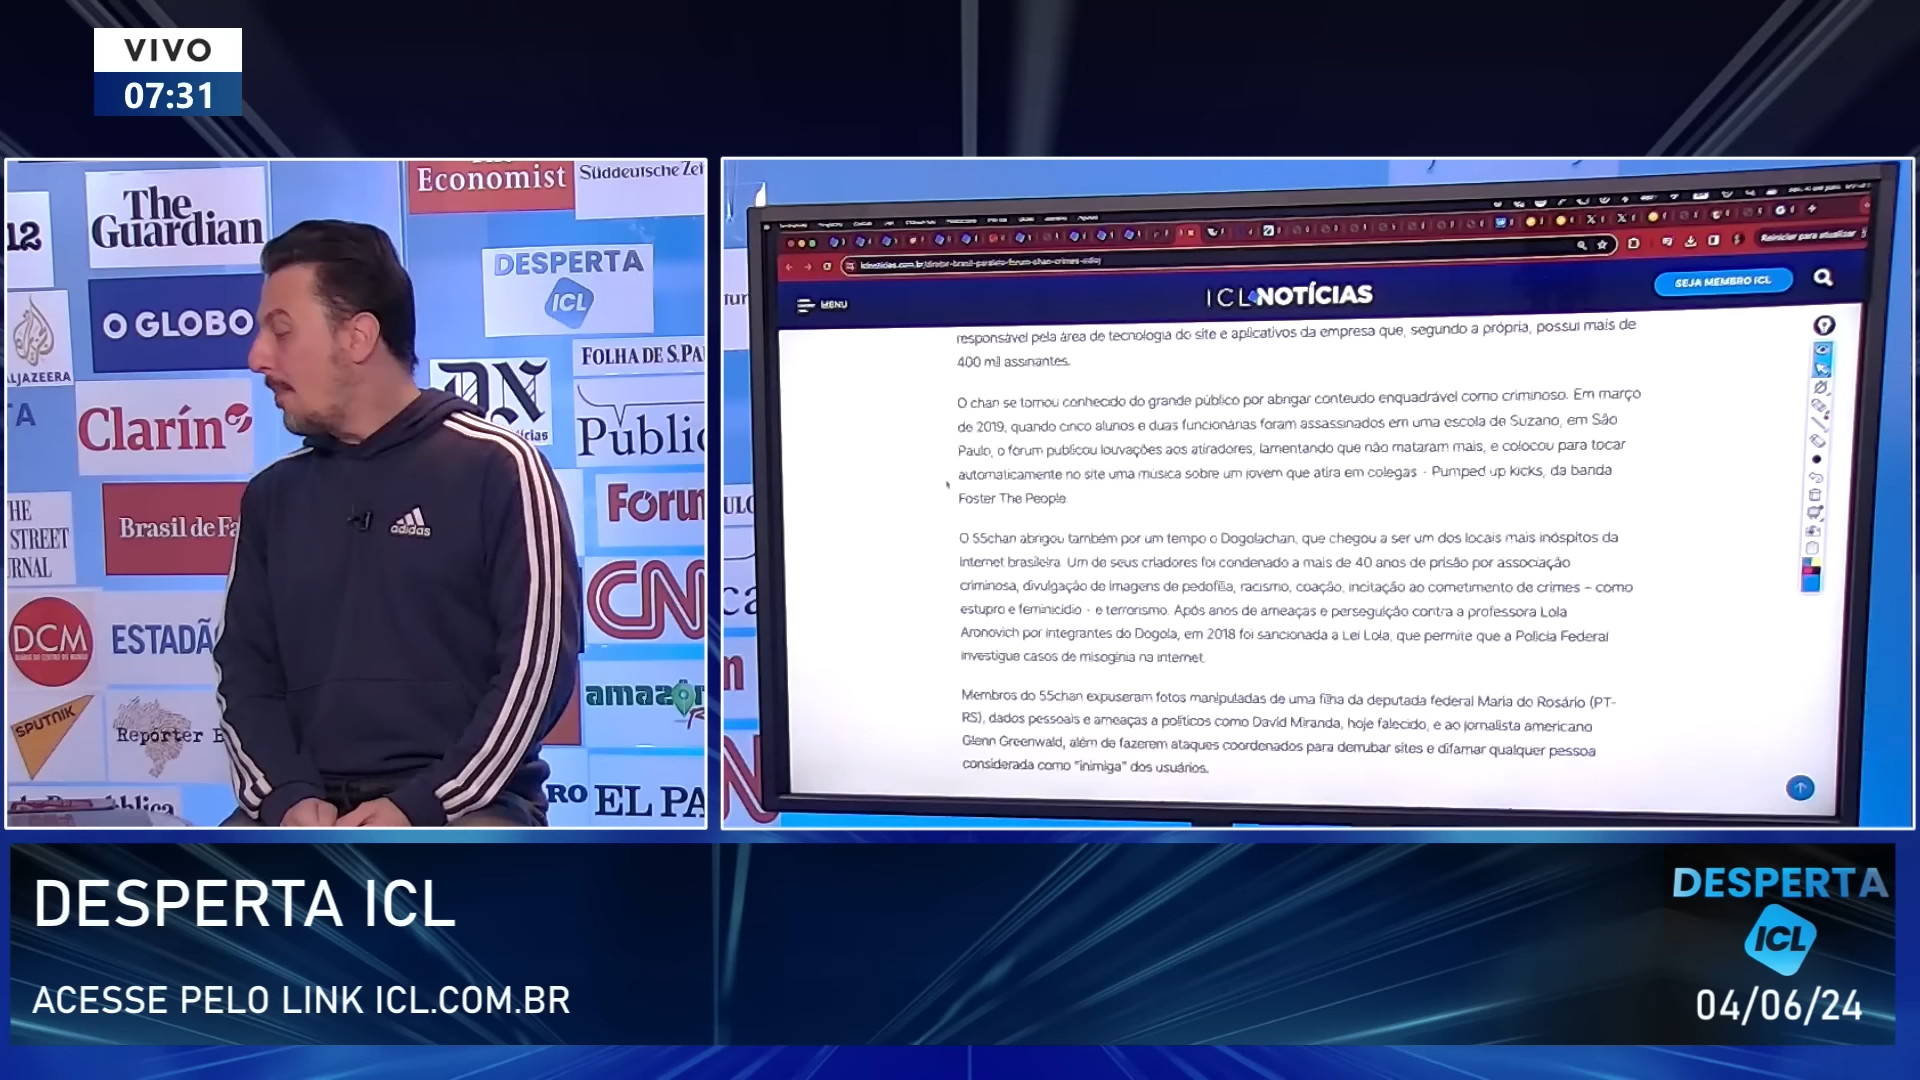 VIVO
07:31
12
The
Guardian
Economist
Süddeutsche Zei
DESPERTA
ICL
O GLOBO
ALJAZEERA
FOLHA DE S.PA
Clarín
Públic
Brasil de Fa
Fórum
THE
STREET
JOURNAL
CNN
DCM
ESTADÃ
SPUTNIK
Repórter B
EL PA
MENU
ICL NOTÍCIAS
SEJA MEMBRO ICL
Reiniciar para atualizar
responsável pela área de tecnologia do site e aplicativos da empresa que, segundo a própria, possui mais de
400 mil assinantes.
O chan se tornou conhecido do grande público por abrigar conteúdo enquadrável como criminoso. Em março
de 2019, quando cinco alunos e duas funcionárias foram assassinados em uma escola de Suzano, em São
Paulo, o fórum publicou louvações aos atiradores, lamentando que não mataram mais, e colocou para tocar
automaticamente no site uma música sobre um jovem que atira em colegas - Pumped up kicks, da banda
Foster The People.
O 55chan abrigou também por um tempo o Dogolachan, que chegou a ser um dos locais mais inóspitos da
internet brasileira. Um de seus criadores foi condenado a mais de 40 anos de prisão por associação
criminosa, divulgação de imagens de pedofilia, racismo, coação, incitação ao cometimento de crimes – como
estupro e feminicídio - e terrorismo. Após anos de ameaças e perseguição contra a professora Lola
Aronovich por integrantes do Dogola, em 2018 foi sancionada a Lei Lola, que permite que a Polícia Federal
investigue casos de misoginia na internet.
Membros do 55chan expuseram fotos manipuladas de uma filha da deputada federal Maria do Rosário (PT-
RS), dados pessoais e ameaças a políticos como David Miranda, hoje falecido, e ao jornalista americano
Glenn Greenwald, além de fazerem ataques coordenados para derrubar sites e difamar qualquer pessoa
considerada como "inimiga" dos usuários.
adidas
DESPERTA ICL
ACESSE PELO LINK ICL.COM.BR
DESPERTA
ICL
04/06/24